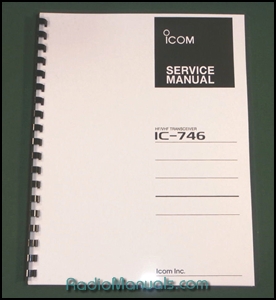 ICOM
SERVICE
MANUAL
HF/VHF TRANSCEIVER
IC-746
Icom Inc.
RadioManuals.com